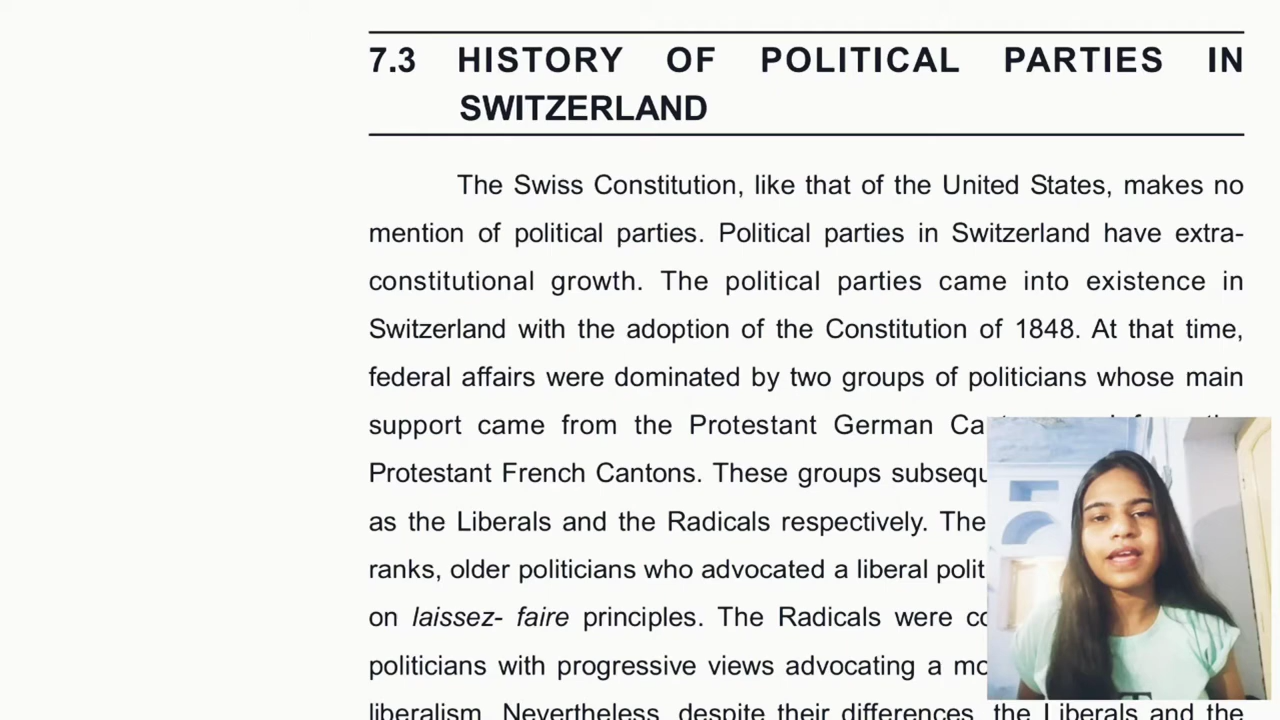 7.3 HISTORY OF POLITICAL PARTIES IN
SWITZERLAND
The Swiss Constitution, like that of the United States, makes no
mention of political parties. Political parties in Switzerland have extra-
constitutional growth. The political parties came into existence in
Switzerland with the adoption of the Constitution of 1848. At that time,
federal affairs were dominated by two groups of politicians whose main
support came from the Protestant German
Protestant French Cantons. These groups
as the Liberals and the Radicals respectively. The
ranks, older politicians who advocated a liberal
on laissez- faire principles. The Radicals were
politicians with progressive views advocating a
liberalism. Nevertheless, despite their differences, the Liberals and the